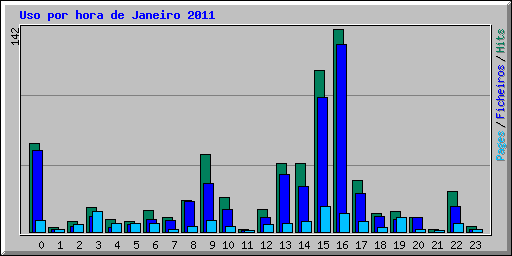 Uso por hora de Janeiro 2011
142
Pages / Ficheiros / Hits
0 1 2 3 4 5 6 7 8 9 10 11 12 13 14 15 16 17 18 19 20 21 22 23